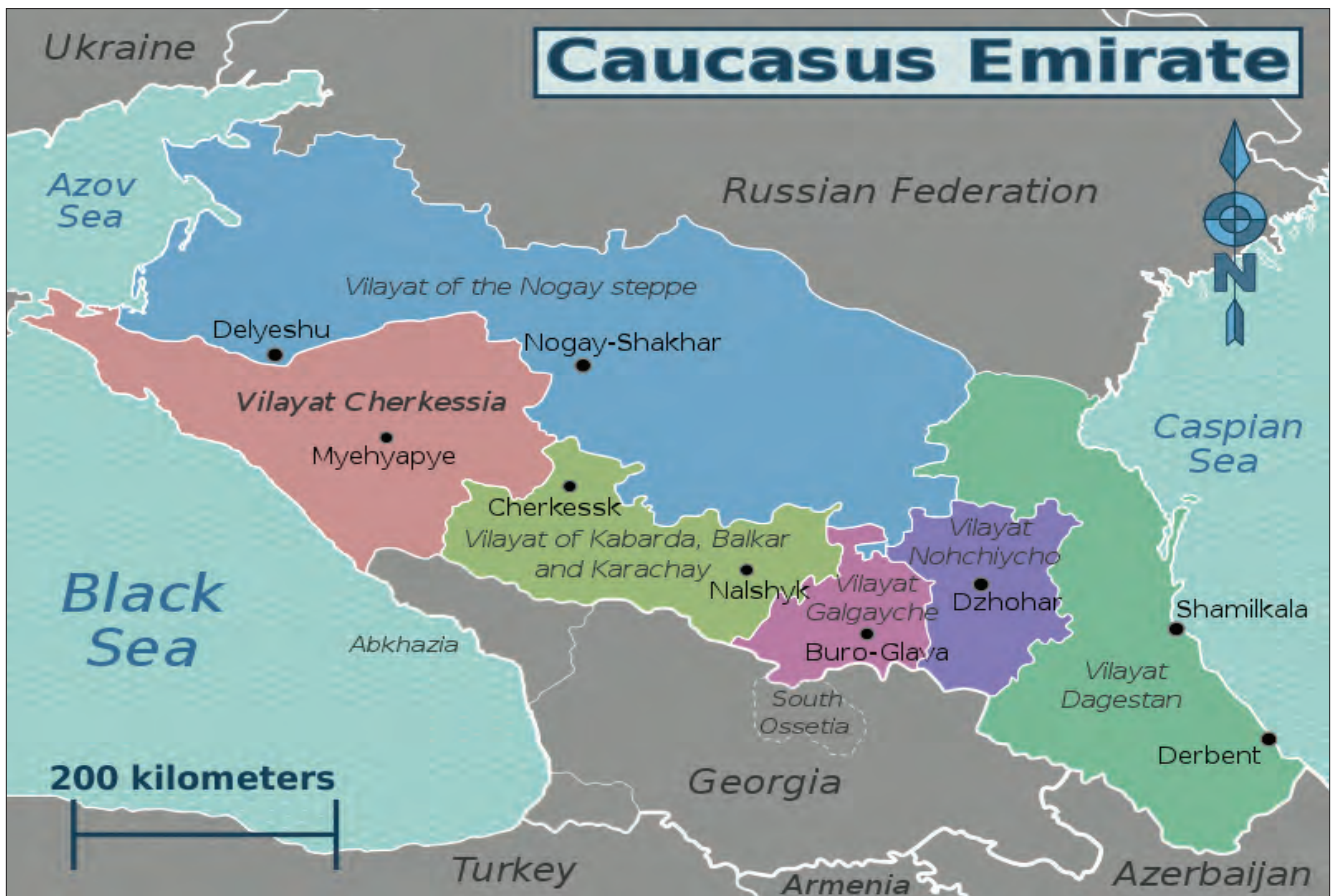 Ukraine
Caucasus Emirate
Azov
Sea
Russian Federation
N
Vilayat of the Nogay steppe
Delyeshu
Nogay-Shakhar
Vilayat Cherkessia
Myehyapye
Caspian
Sea
Cherkessk
Vilayat of Kabarda, Balkar
and Karachay
Nalshyk
Vilayat
Nohchiycho
Dzhohar
Vilayat
Galgayche
Buro-Glava
Shamilkala
Black
Sea
Abkhazia
Vilayat
Dagestan
South
Ossetia
Derbent
200 kilometers
Georgia
Turkey
Armenia
Azerbaijan